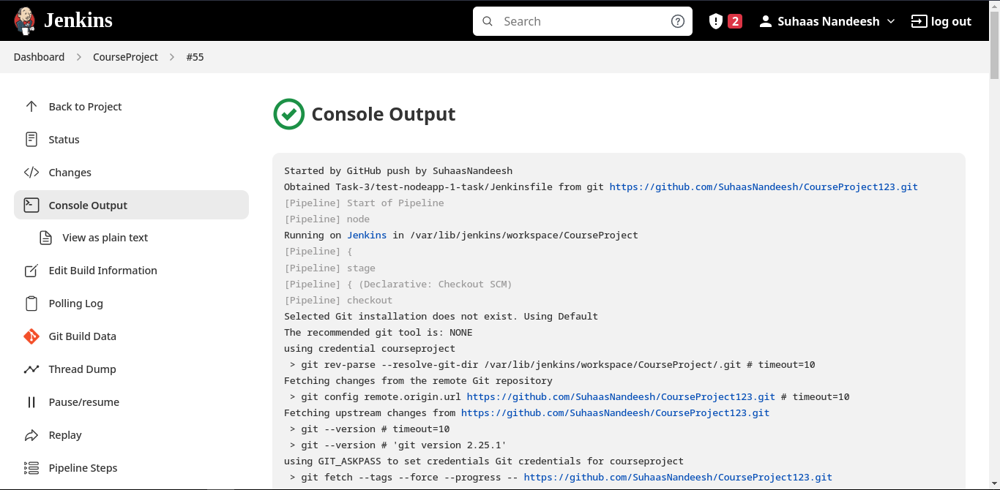 Jenkins
Search
2
Suhaas Nandeesh
log out
Dashboard
CourseProject
#55
Back to Project
Status
Changes
Console Output
View as plain text
Edit Build Information
Polling Log
Git Build Data
Thread Dump
Pause/resume
Replay
Pipeline Steps
Console Output
Started by GitHub push by SuhaasNandeesh
Obtained Task-3/test-nodeapp-1-task/Jenkinsfile from git https://github.com/SuhaasNandeesh/CourseProject123.git
[Pipeline] Start of Pipeline
[Pipeline] node
Running on Jenkins in /var/lib/jenkins/workspace/CourseProject
[Pipeline] {
[Pipeline] stage
[Pipeline] { (Declarative: Checkout SCM)
[Pipeline] checkout
Selected Git installation does not exist. Using Default
The recommended git tool is: NONE
using credential courseproject
> git rev-parse --resolve-git-dir /var/lib/jenkins/workspace/CourseProject/.git # timeout=10
Fetching changes from the remote Git repository
> git config remote.origin.url https://github.com/SuhaasNandeesh/CourseProject123.git # timeout=10
Fetching upstream changes from https://github.com/SuhaasNandeesh/CourseProject123.git
> git --version # timeout=10
> git --version # 'git version 2.25.1'
using GIT_ASKPASS to set credentials Git credentials for courseproject
> git fetch --tags --force --progress -- https://github.com/SuhaasNandeesh/CourseProject123.git